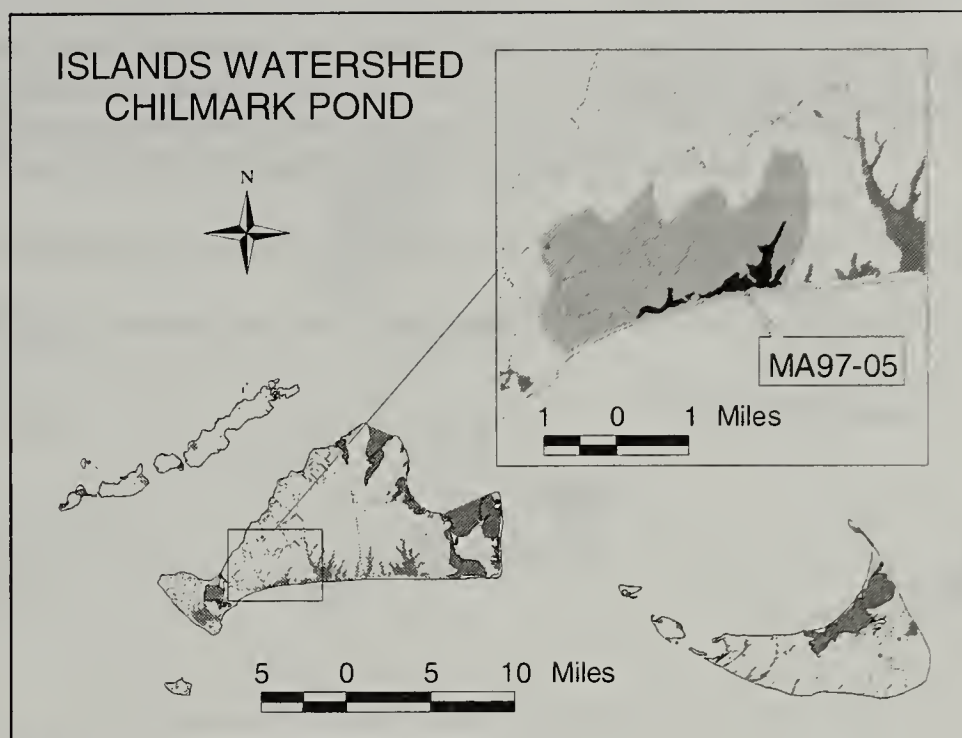 ISLANDS WATERSHED
CHILMARK POND
N
MA97-05
1 0 1 Miles
5 0 5 10 Miles